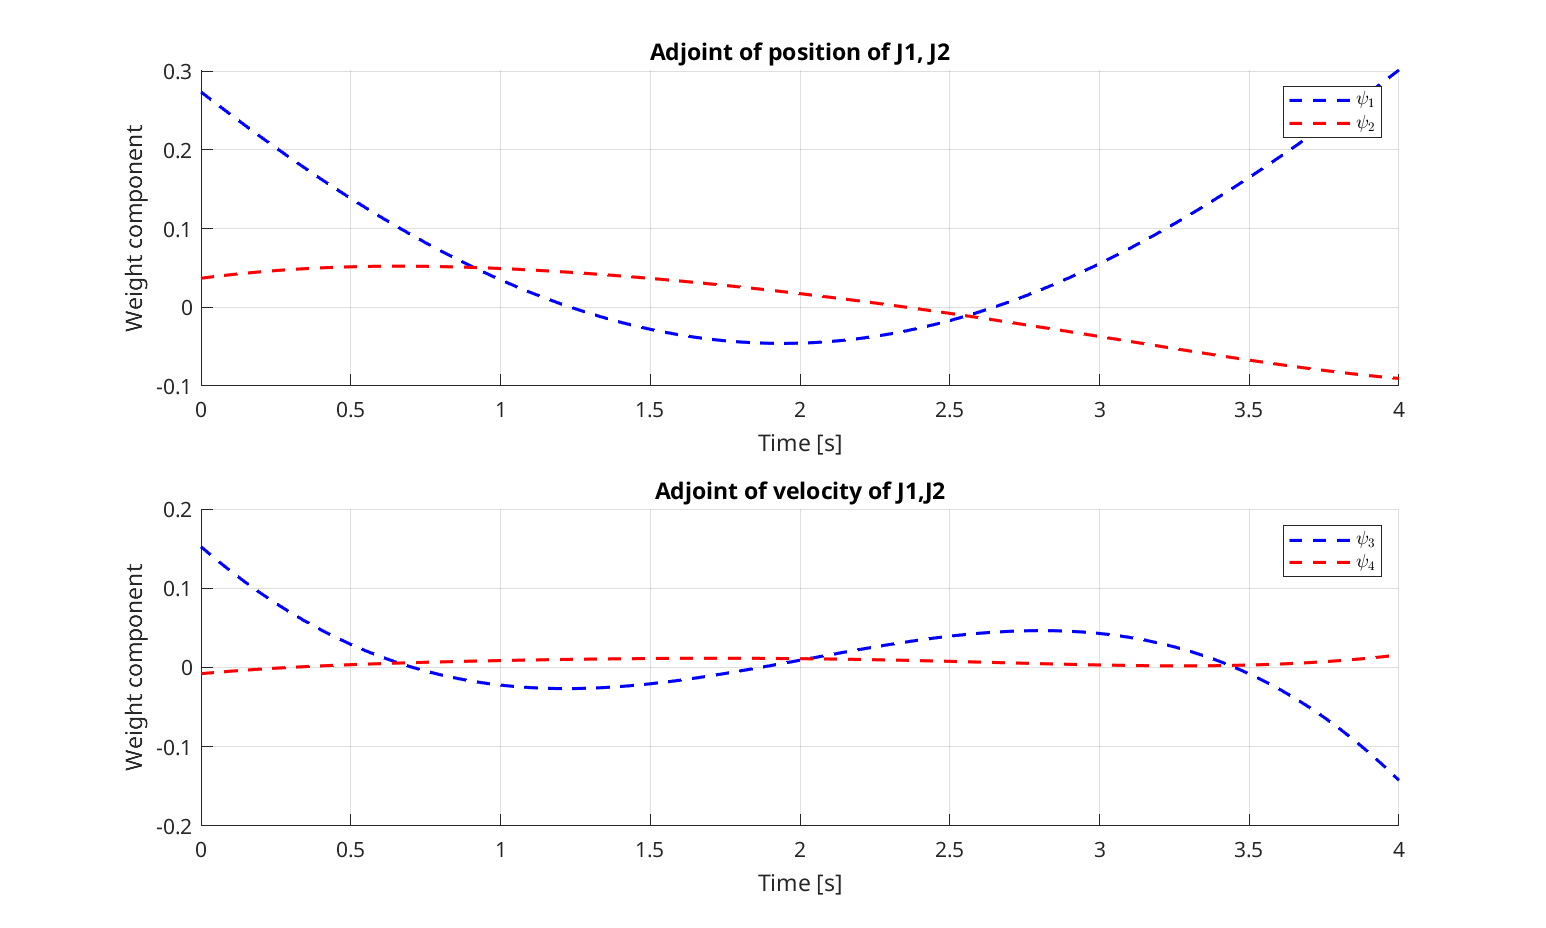 Adjoint of position of J1, J2
0.3
0.2
0.1
0
-0.1
Weight component
ψ1
ψ2
0 0.5 1 1.5 2 2.5 3 3.5 4
Time [s]
Adjoint of velocity of J1,J2
0.2
0.1
0
-0.1
-0.2
Weight component
ψ3
ψ4
0 0.5 1 1.5 2 2.5 3 3.5 4
Time [s]